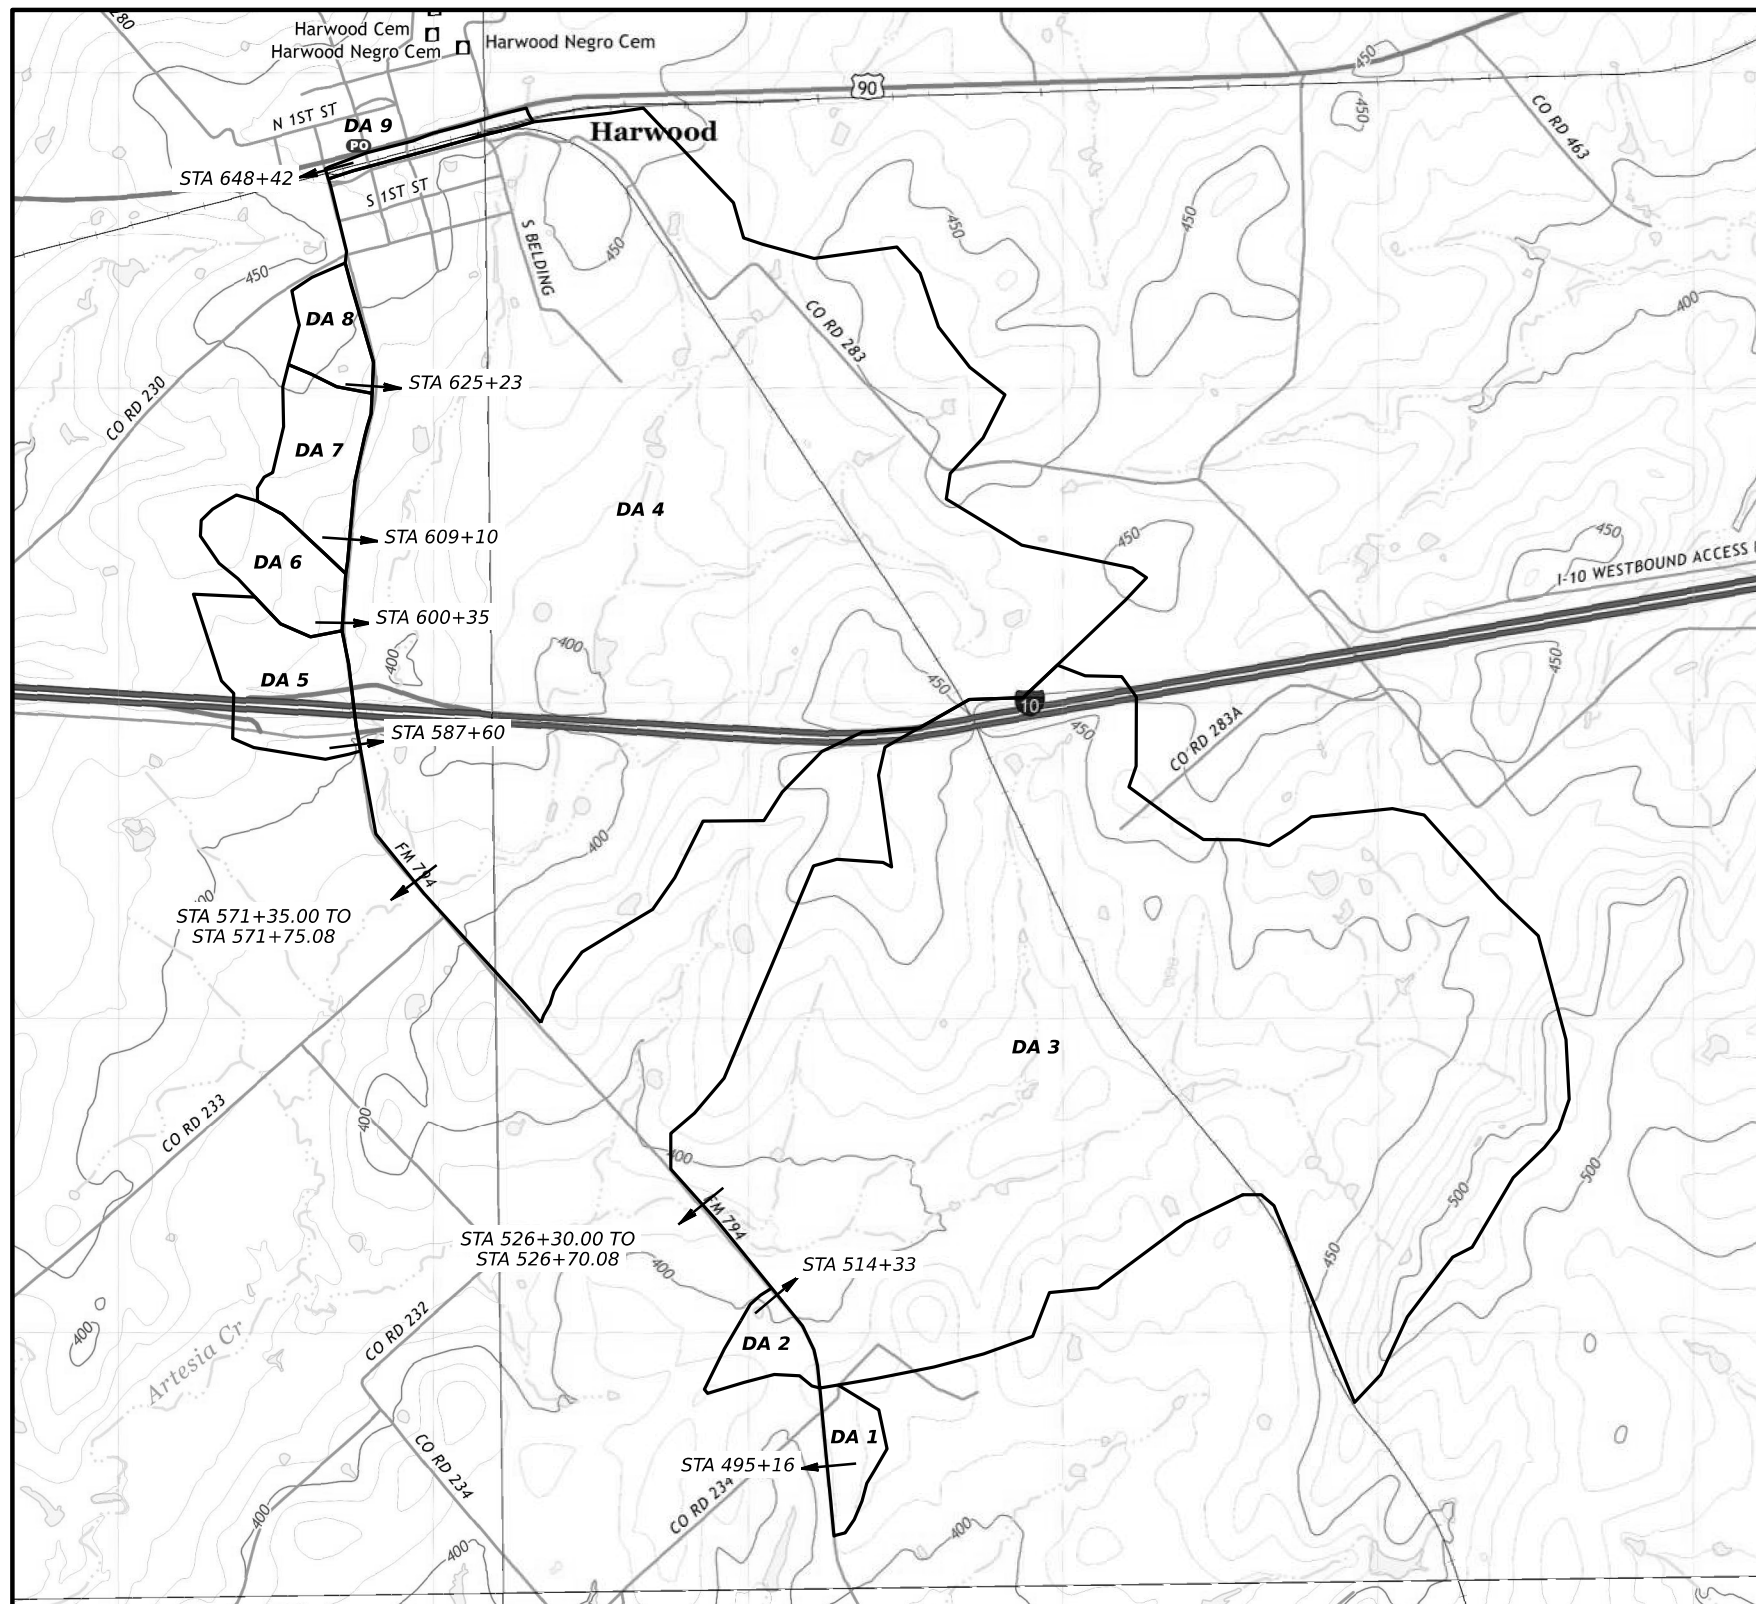 280
Harwood Cem
Harwood Negro Cem
Harwood Negro Cem
450
90
N 1ST ST
DA 9
PO
Harwood
450
CO RD 463
STA 648+42
S 1ST ST
S BELDING
450
450
450
450
400
DA 8
CO RD 283
STA 625+23
CO RD 230
DA 7
DA 4
STA 609+10
450
450
I-10 WESTBOUND ACCESS
DA 6
STA 600+35
400
400
450
450
DA 5
10
STA 587+60
450
CO RD 283A
FM 794
400
STA 571+35.00 TO
STA 571+75.08
DA 3
CO RD 233
400
400
500
500
FM 794
STA 526+30.00 TO
STA 526+70.08
400
STA 514+33
450
CO RD 232
400
Artesia Cr
DA 2
DA 1
STA 495+16
CO RD 234
CO RD 234
400
400
400